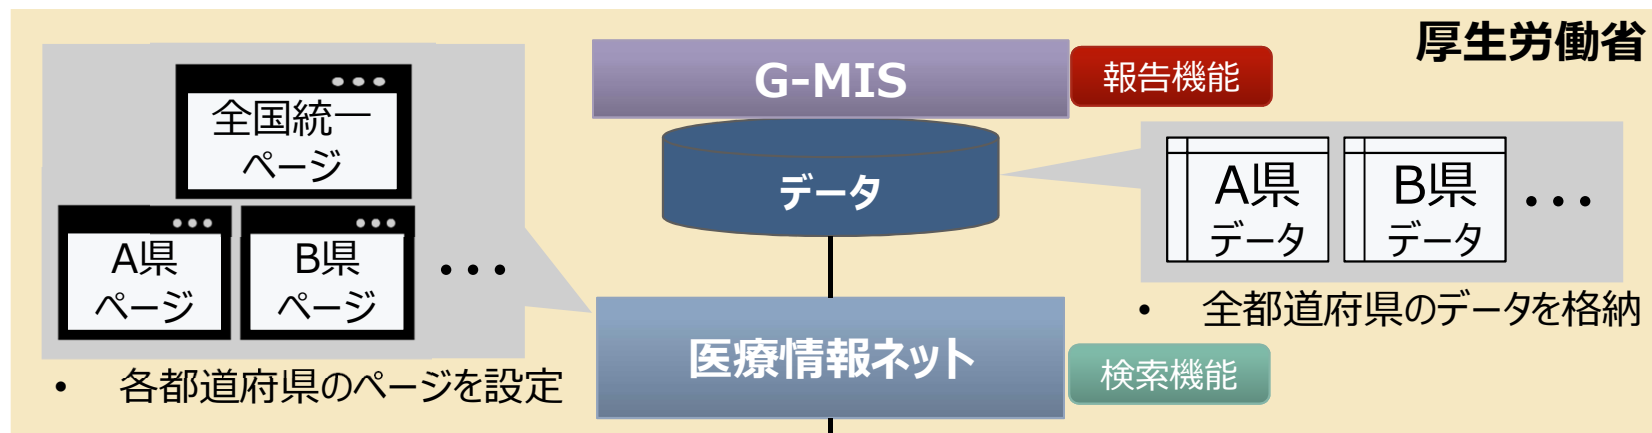 厚生労働省
G-MIS
報告機能
全国統一
ページ
A県
ページ
B県
ページ
・・・
データ
A県
データ
B県
データ
・・・
• 全都道府県のデータを格納
医療情報ネット
検索機能
• 各都道府県のページを設定